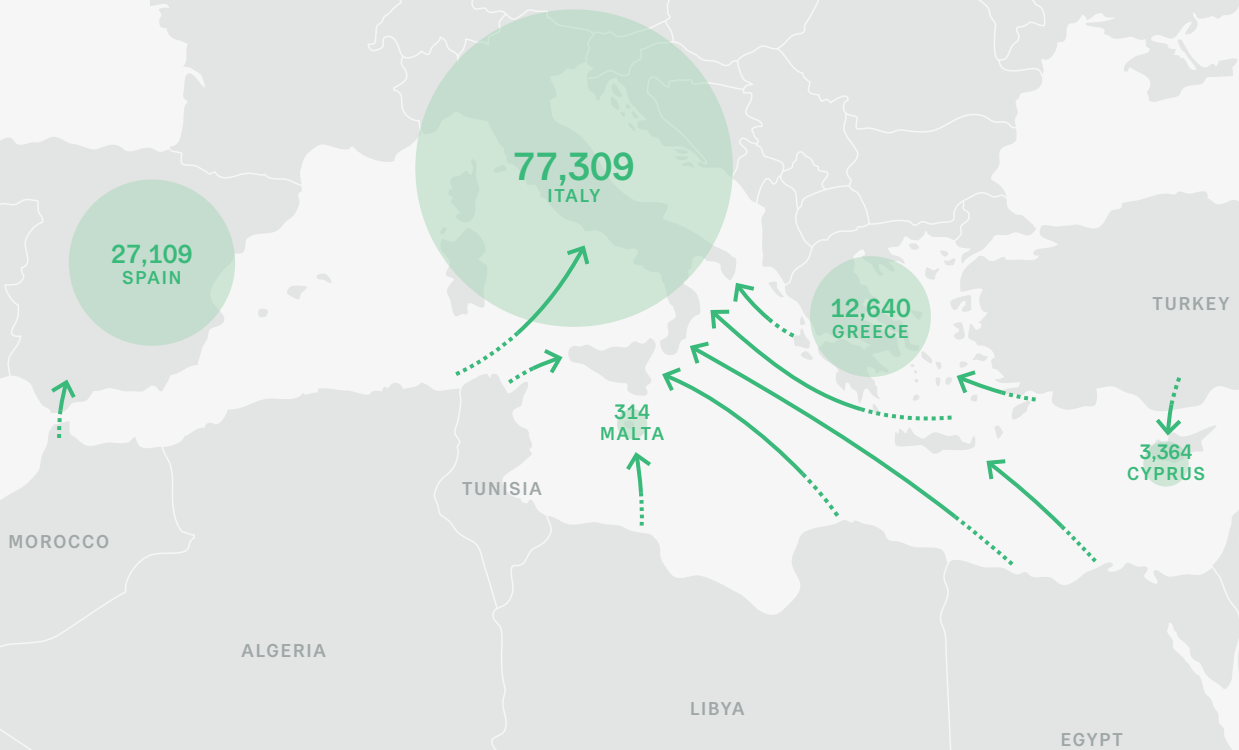 77,309
ITALY
27,109
SPAIN
12,640
GREECE
TURKEY
314
MALTA
3,364
CYPRUS
TUNISIA
MOROCCO
ALGERIA
LIBYA
EGYPT